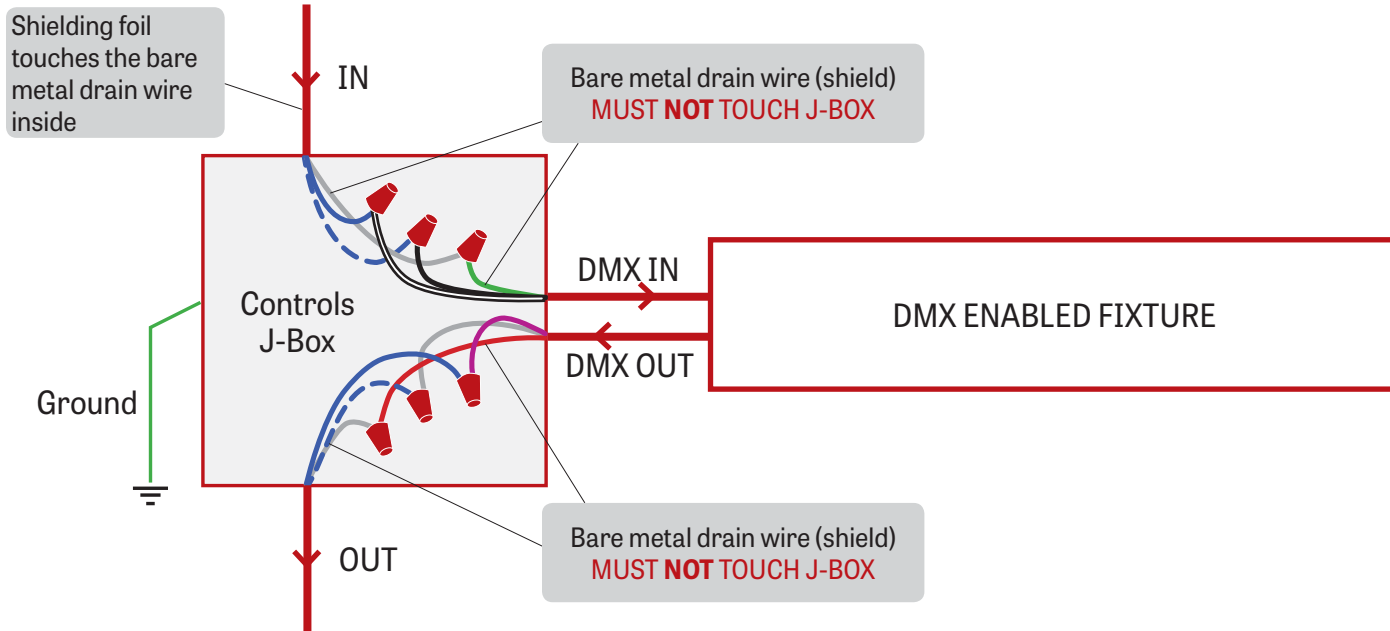 Shielding foil
touches the bare
metal drain wire
inside
IN
Bare metal drain wire (shield)
MUST NOT TOUCH J-BOX
Controls
J-Box
DMX IN
DMX OUT
DMX ENABLED FIXTURE
Ground
OUT
Bare metal drain wire (shield)
MUST NOT TOUCH J-BOX